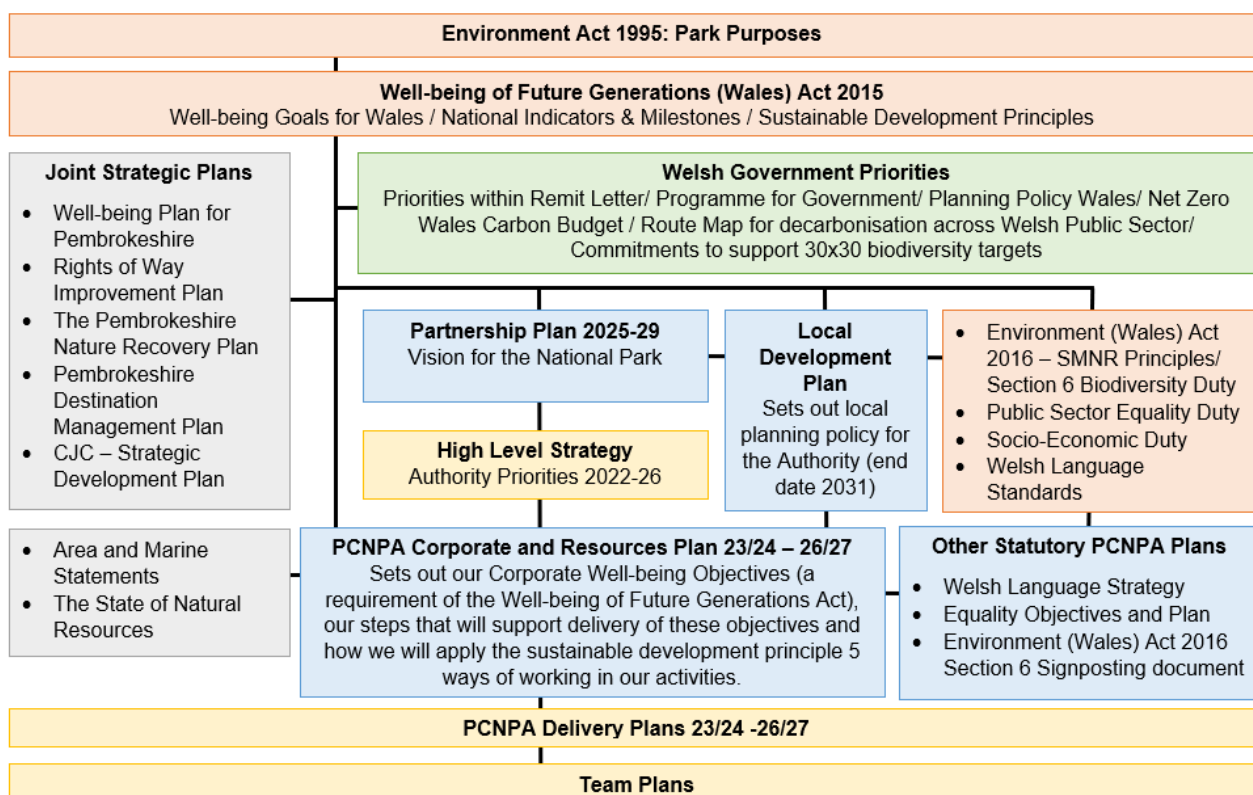 Environment Act 1995: Park Purposes
Well-being of Future Generations (Wales) Act 2015
Well-being Goals for Wales / National Indicators & Milestones / Sustainable Development Principles
Joint Strategic Plans
• Well-being Plan for
Pembrokeshire
• Rights of Way
Improvement Plan
• The Pembrokeshire
Nature Recovery Plan
• Pembrokeshire
Destination
Management Plan
• CJC – Strategic
Development Plan
Welsh Government Priorities
Priorities within Remit Letter/ Programme for Government/ Planning Policy Wales/ Net Zero
Wales Carbon Budget / Route Map for decarbonisation across Welsh Public Sector/
Commitments to support 30x30 biodiversity targets
Partnership Plan 2025-29
Vision for the National Park
Local
Development
Plan
Sets out local
planning policy for
the Authority (end
date 2031)
• Environment (Wales) Act
2016 – SMNR Principles/
Section 6 Biodiversity Duty
• Public Sector Equality Duty
• Socio-Economic Duty
• Welsh Language
Standards
High Level Strategy
Authority Priorities 2022-26
• Area and Marine
Statements
• The State of Natural
Resources
PCNPA Corporate and Resources Plan 23/24 – 26/27
Sets out our Corporate Well-being Objectives (a
requirement of the Well-being of Future Generations Act),
our steps that will support delivery of these objectives and
how we will apply the sustainable development principle 5
ways of working in our activities.
Other Statutory PCNPA Plans
• Welsh Language Strategy
• Equality Objectives and Plan
• Environment (Wales) Act 2016
Section 6 Signposting document
PCNPA Delivery Plans 23/24 -26/27
Team Plans